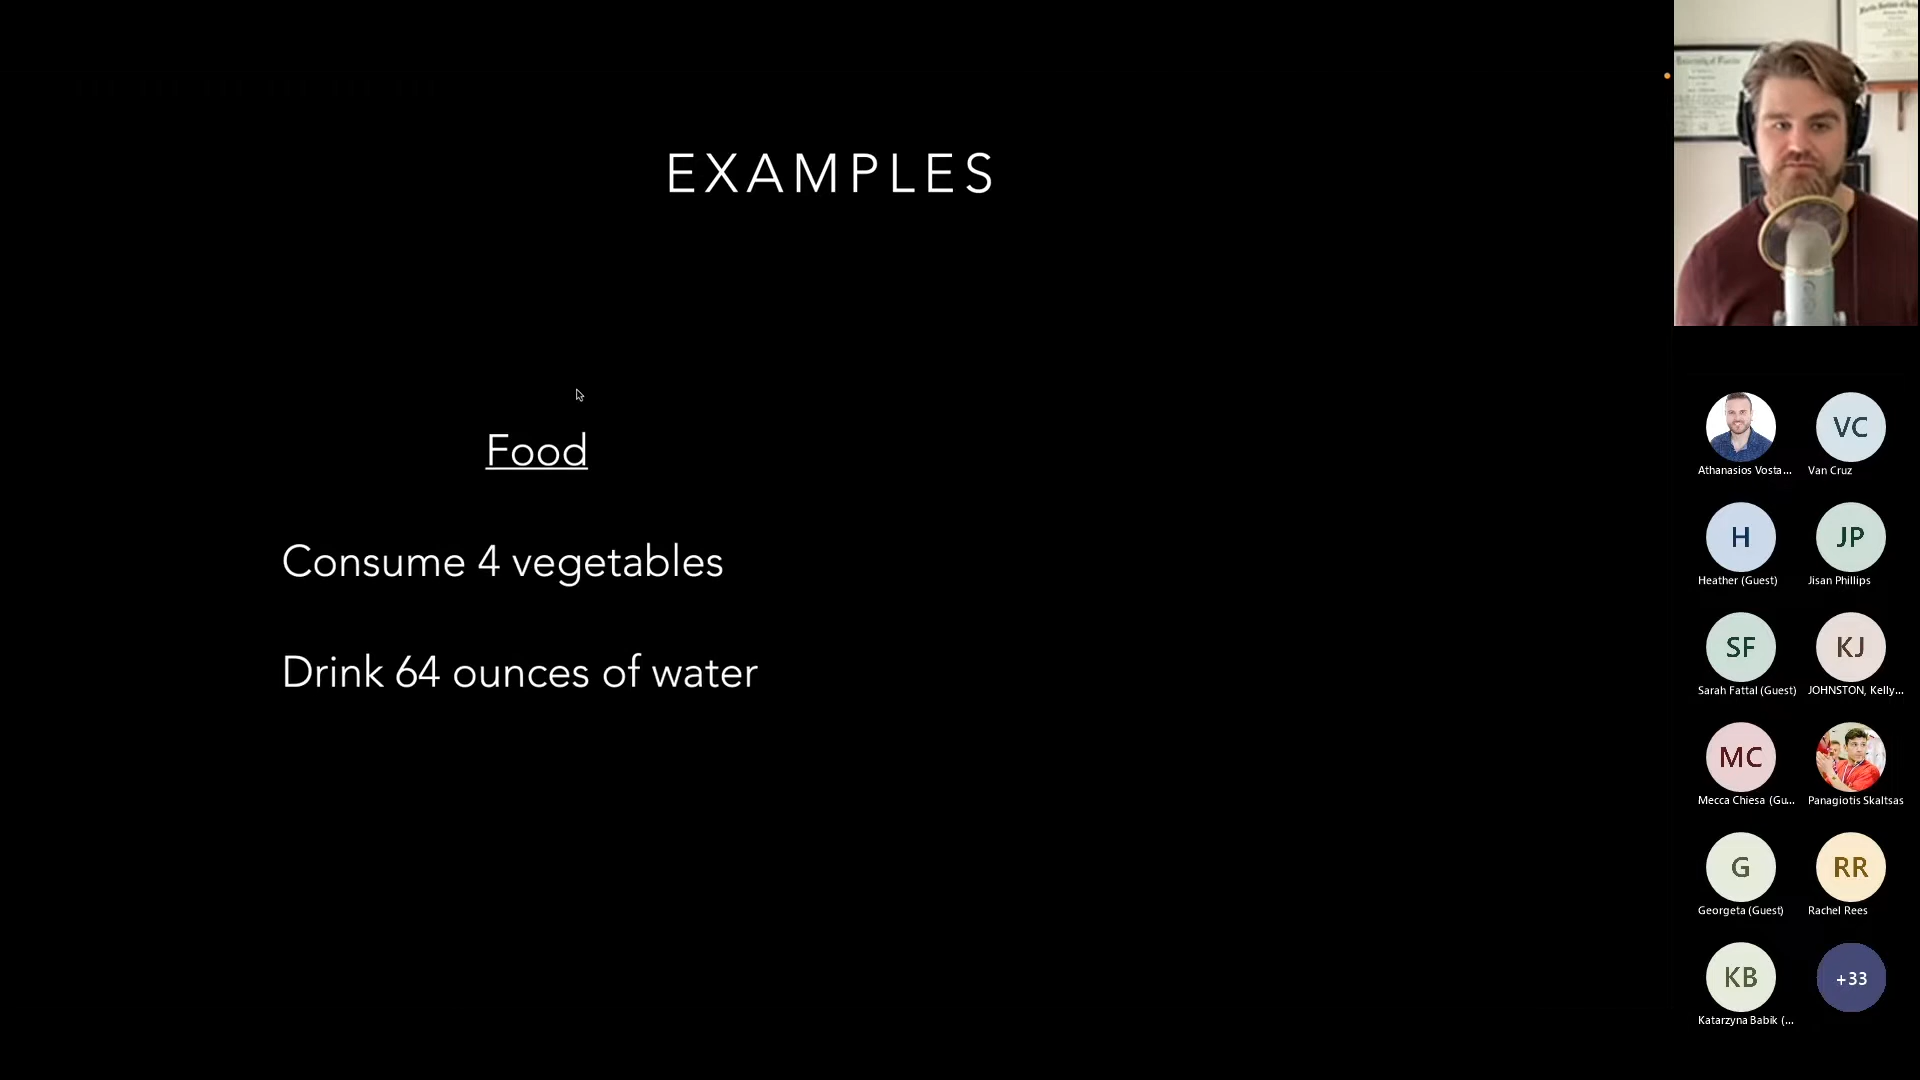 EXAMPLES
Food
Consume 4 vegetables
Drink 64 ounces of water
VC
Athanasios Vosta...
Van Cruz
H
JP
Heather (Guest)
Jisan Phillips
SF
KJ
Sarah Fattal (Guest)
JOHNSTON, Kelly...
MC
Mecca Chiesa (Gu...
Panagiotis Skaltsas
G
RR
Georgeta (Guest)
Rachel Rees
KB
+33
Katarzyna Babik (...